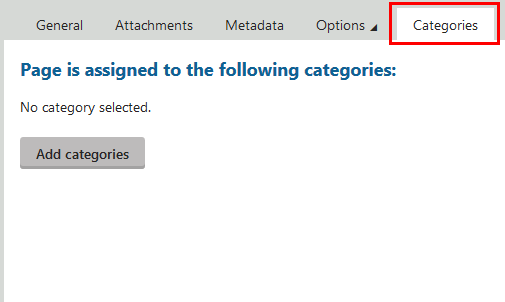 General Attachments Metadata Options Categories
Page is assigned to the following categories:
No category selected.
Add categories